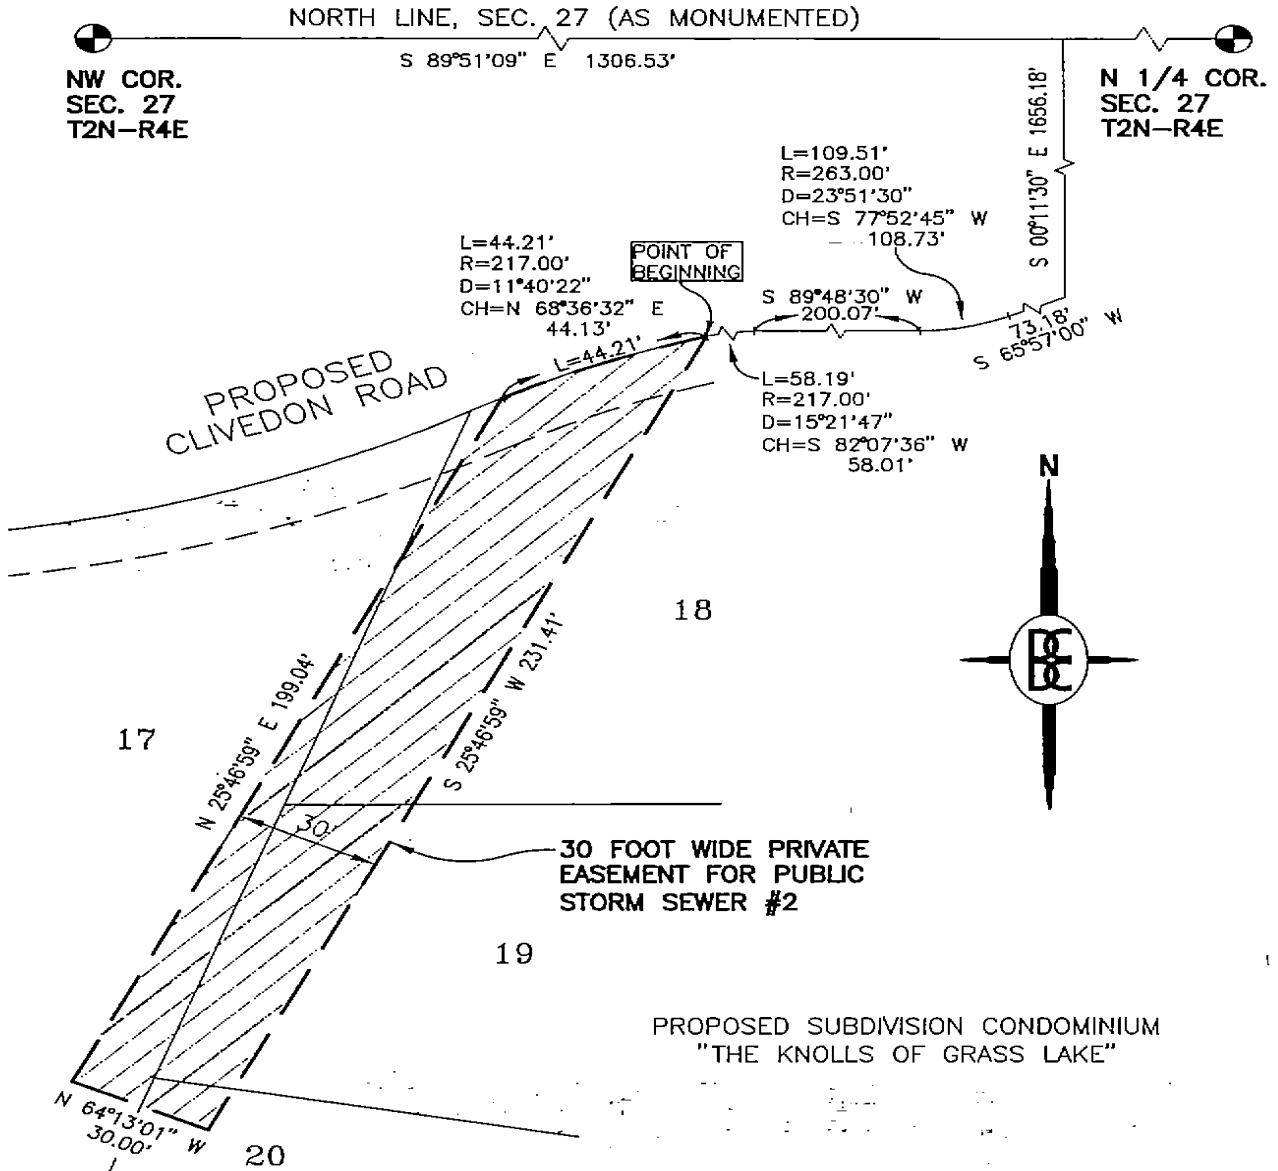 NORTH LINE, SEC. 27 (AS MONUMENTED)
S 89°51'09" E 1306.53'
NW COR.
SEC. 27
T2N-R4E
N 1/4 COR.
SEC. 27
T2N-R4E
S 00°11'30" E 1656.18'
L=109.51'
R=263.00'
D=23°51'30"
CH=S 77°52'45" W
108.73'
L=44.21'
R=217.00'
D=11°40'22"
CH=N 68°36'32" E
44.13'
POINT OF
BEGINNING
S 89°48'30" W
200.07'
73.18'
S 65°57'00" W
L=44.21'
L=58.19'
R=217.00'
D=15°21'47"
CH=S 82°07'36" W
58.01'
PROPOSED
CLIVEDON ROAD
N
18
17
N 25°46'59" E 199.04'
S 25°46'59" W 231.41'
30'
30 FOOT WIDE PRIVATE
EASEMENT FOR PUBLIC
STORM SEWER #2
19
PROPOSED SUBDIVISION CONDOMINIUM
"THE KNOLLS OF GRASS LAKE"
N 64°13'01" W
30.00'
20